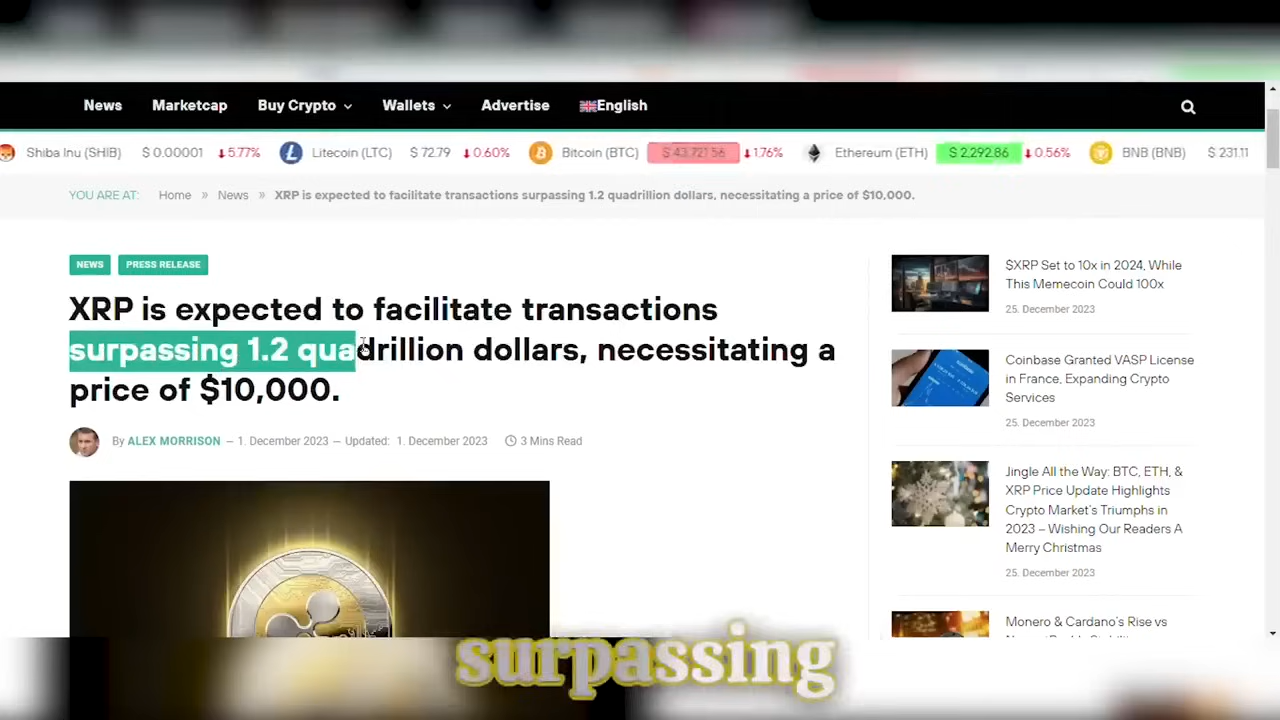 News Marketcap Buy Crypto Wallets Advertise English
Shiba Inu (SHIB) $ 0.00001 5.77% Litecoin (LTC) $ 72.79 0.60% Bitcoin (BTC) $ 43,721.56 1.76% Ethereum (ETH) $ 2,292.86 0.56% BNB (BNB) $ 231.11
YOU ARE AT: Home » News » XRP is expected to facilitate transactions surpassing 1.2 quadrillion dollars, necessitating a price of $10,000.
NEWS PRESS RELEASE
XRP is expected to facilitate transactions
surpassing 1.2 quadrillion dollars, necessitating a
price of $10,000.
By ALEX MORRISON — 1. December 2023 — Updated: 1. December 2023 3 Mins Read
$XRP Set to 10x in 2024, While
This Memecoin Could 100x
25. December 2023
Coinbase Granted VASP License
in France, Expanding Crypto
Services
25. December 2023
Jingle All the Way: BTC, ETH, &
XRP Price Update Highlights
Crypto Market's Triumphs in
2023 – Wishing Our Readers A
Merry Christmas
25. December 2023
Monero & Cardano's Rise vs
surpassing